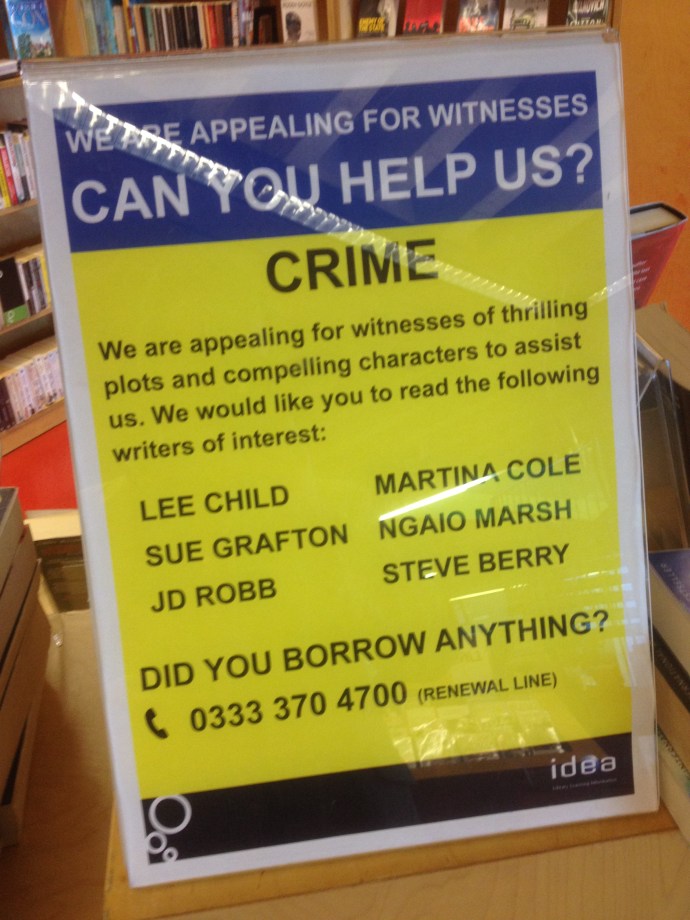 WE ARE APPEALING FOR WITNESSES
CAN YOU HELP US?
CRIME
We are appealing for witnesses of thrilling
plots and compelling characters to assist
us. We would like you to read the following
writers of interest:
LEE CHILD
SUE GRAFTON
JD ROBB
MARTINA COLE
NGAIO MARSH
STEVE BERRY
DID YOU BORROW ANYTHING?
0333 370 4700 (RENEWAL LINE)
idea